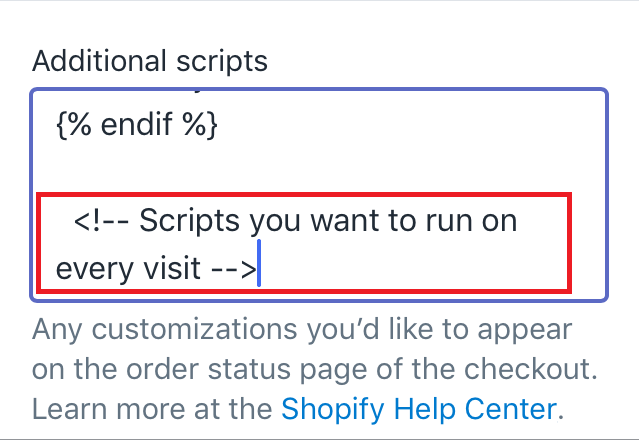 Additional scripts
{% endif %}
<!-- Scripts you want to run on
every visit -->
Any customizations you’d like to appear
on the order status page of the checkout.
Learn more at the Shopify Help Center.